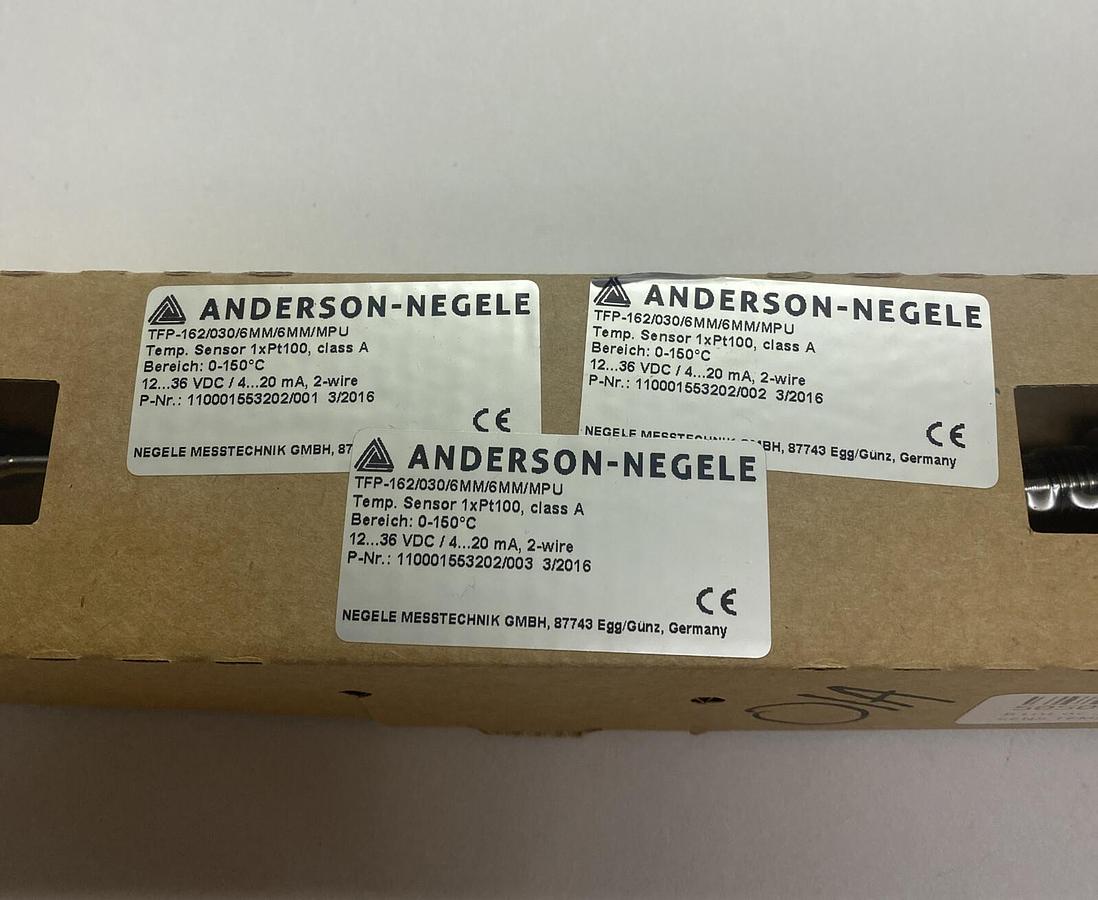 ANDERSON-NEGELE
TFP-162/030/6MM/6MM/MPU
Temp. Sensor 1xPt100, class A
Bereich: 0-150°C
12...36 VDC / 4...20 mA, 2-wire
P-Nr.: 110001553202/001 3/2016
CE
NEGELE MESSTECHNIK GMBH, 87
ANDERSON-NEGELE
TFP-162/030/6MM/6MM/MPU
Temp. Sensor 1xPt100, class A
Bereich: 0-150°C
12...36 VDC / 4...20 mA, 2-wire
P-Nr.: 110001553202/002 3/2016
CE
NEGELE MESSTECHNIK GMBH, 87743 Egg/Günz, Germany
ANDERSON-NEGELE
TFP-162/030/6MM/6MM/MPU
Temp. Sensor 1xPt100, class A
Bereich: 0-150°C
12...36 VDC / 4...20 mA, 2-wire
P-Nr.: 110001553202/003 3/2016
CE
NEGELE MESSTECHNIK GMBH, 87743 Egg/Günz, Germany